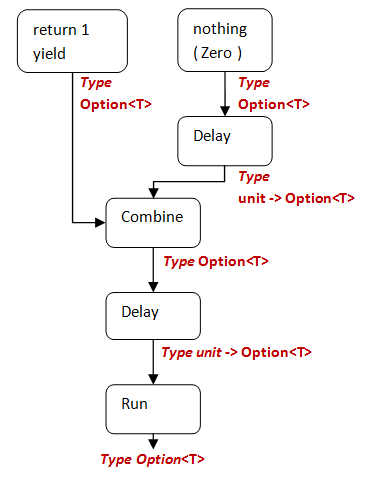 return 1
yield
nothing
( Zero )
Type
Option<T>
Type
Option<T>
Delay
Type
unit -> Option<T>
Combine
Type Option<T>
Delay
Type unit -> Option<T>
Run
Type Option<T>